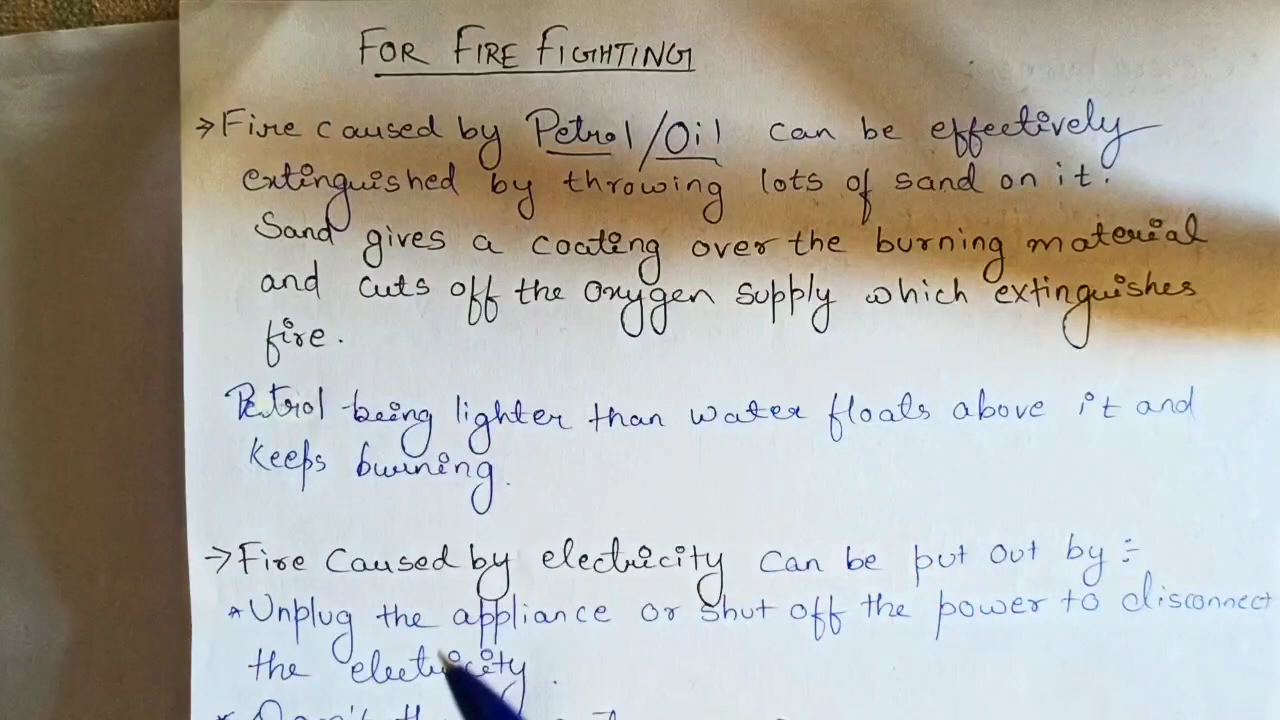 FOR FIRE FIGHTING
→ Fire caused by Petrol/Oil can be effectively
extinguished by throwing lots of sand on it.
Sand gives a coating over the burning material
and cuts off the oxygen supply which extinguishes
fire.
Petrol being lighter than water floats above it and
keeps burning.
→ Fire Caused by electricity can be put out by :-
* Unplug the appliance or shut off the power to disconnect
the electricity.
* Don't